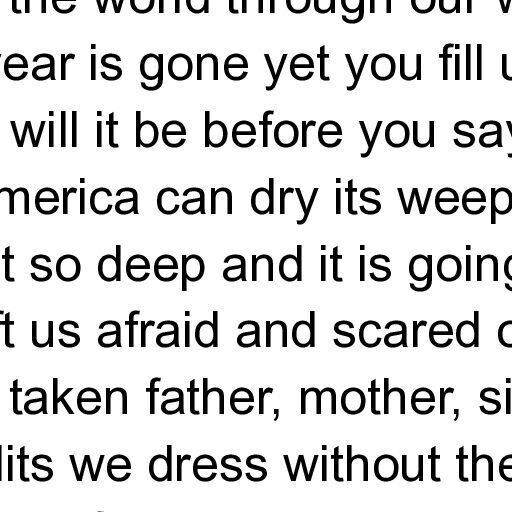 the world through our
ear is gone yet you fill
will it be before you say
merica can dry its weep
t so deep and it is going
ft us afraid and scared
taken father, mother, si
lits we dress without the